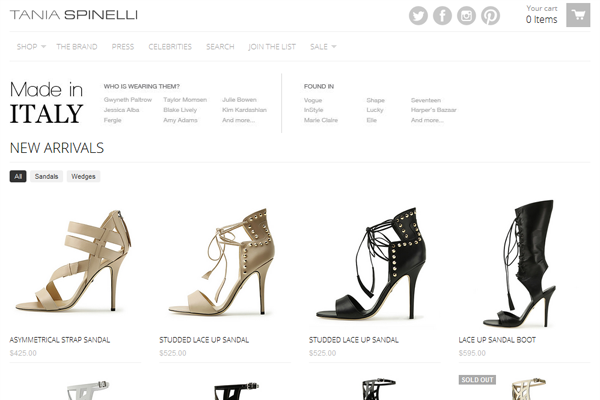 TANIA SPINELLI
Your cart
0 Items
SHOP THE BRAND PRESS CELEBRITIES SEARCH JOIN THE LIST SALE
Made in
ITALY
WHO IS WEARING THEM?
Gwyneth Paltrow Taylor Momsen Julie Bowen
Jessica Alba Blake Lively Kim Kardashian
Fergie Amy Adams And more...
FOUND IN
Vogue Shape Seventeen
InStyle Lucky Harper's Bazaar
Marie Claire Elle And more...
NEW ARRIVALS
All Sandals Wedges
ASYMMETRICAL STRAP SANDAL
$425.00
STUDDED LACE UP SANDAL
$525.00
STUDDED LACE UP SANDAL
$525.00
LACE UP SANDAL BOOT
$595.00
SOLD OUT